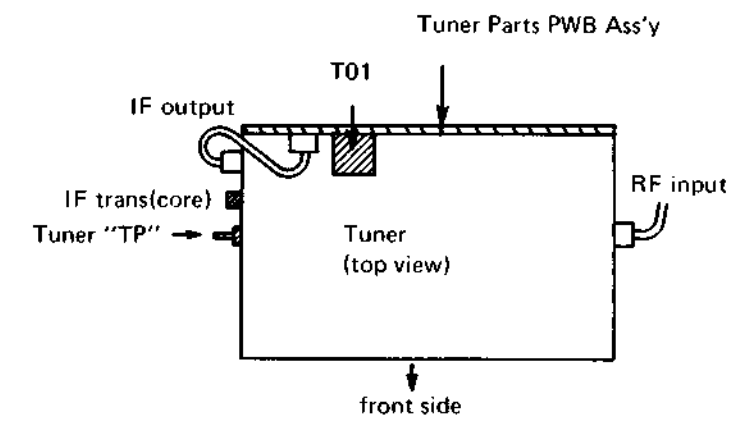 Tuner Parts PWB Ass'y
T01
IF output
RF input
IF trans(core)
Tuner "TP"
Tuner
(top view)
front side